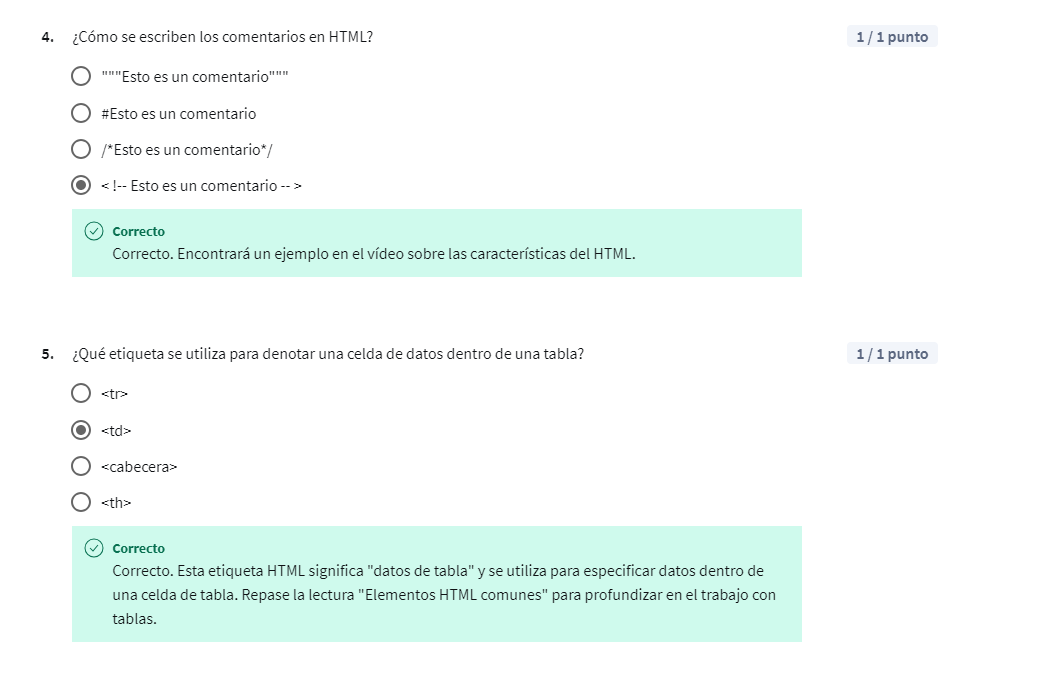 4. ¿Cómo se escriben los comentarios en HTML? 1 / 1 punto
"""Esto es un comentario"""
#Esto es un comentario
/*Esto es un comentario*/
< !-- Esto es un comentario -- >
Correcto
Correcto. Encontrará un ejemplo en el vídeo sobre las características del HTML.
5. ¿Qué etiqueta se utiliza para denotar una celda de datos dentro de una tabla? 1 / 1 punto
<tr>
<td>
<cabecera>
<th>
Correcto
Correcto. Esta etiqueta HTML significa "datos de tabla" y se utiliza para especificar datos dentro de
una celda de tabla. Repase la lectura "Elementos HTML comunes" para profundizar en el trabajo con
tablas.